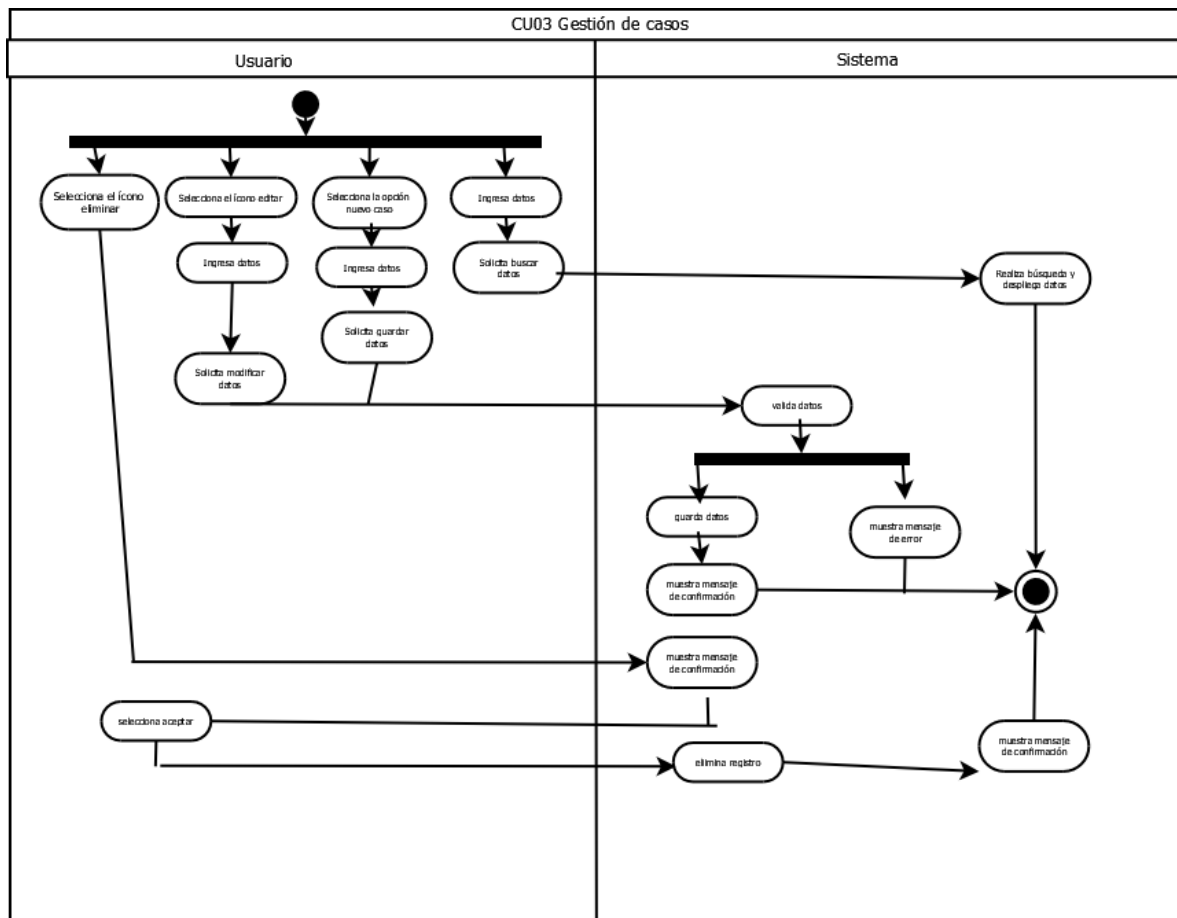 CU03 Gestión de casos
Usuario
Sistema
Selecciona el ícono
eliminar
Selecciona el ícono editar
Selecciona la opción
nuevo caso
Ingresa datos
Ingresa datos
Ingresa datos
Solicita buscar
datos
Realiza búsqueda y
despliega datos
Solicita guardar
datos
Solicita modificar
datos
valida datos
guarda datos
muestra mensaje
de error
muestra mensaje
de confirmación
muestra mensaje
de confirmación
selecciona aceptar
elimina registro
muestra mensaje
de confirmación